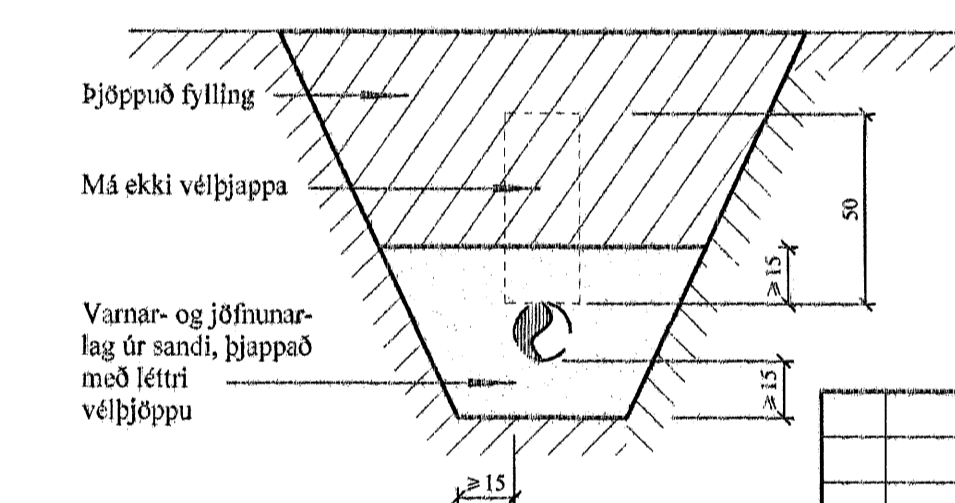 Þjöppuð fylling
Má ekki vélþjappa
50
≥15
Varnar- og jöfnunar-
lag úr sandi, þjappað
með léttri
vélþjöppu
≥15
≥15